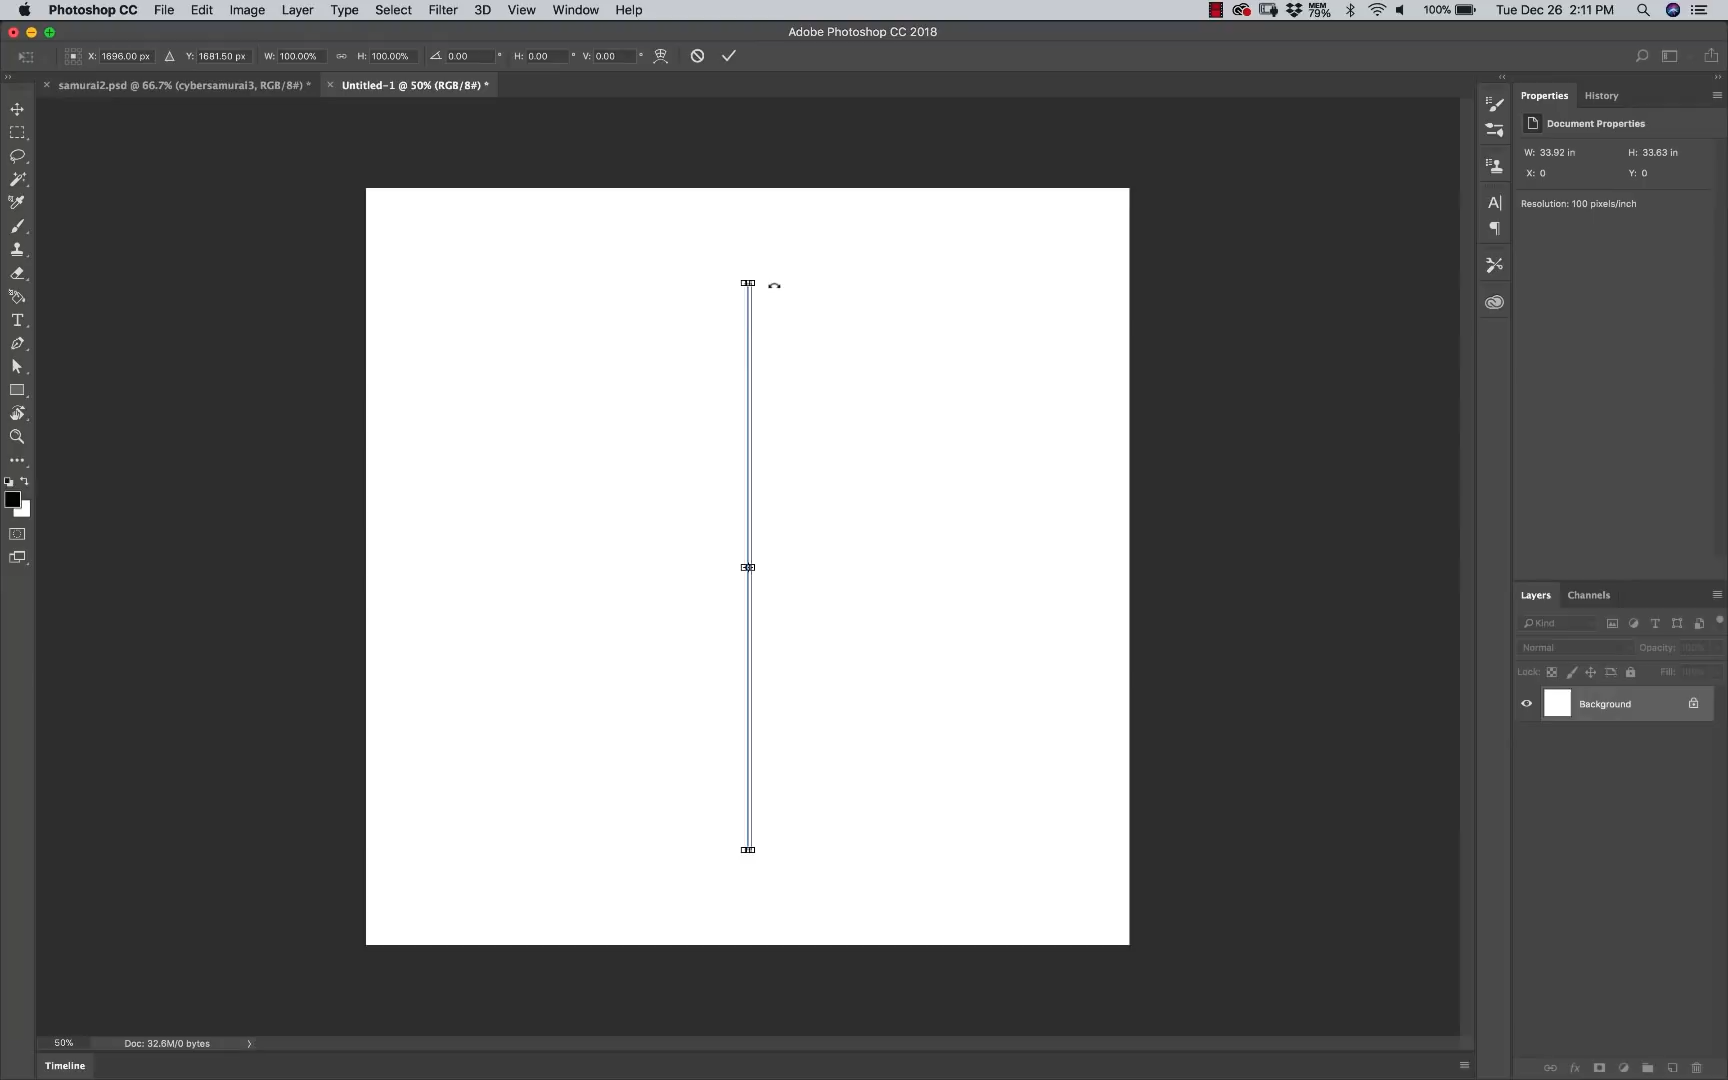 Photoshop CC File Edit Image Layer Type Select Filter 3D View Window Help MEM 79% 100% Tue Dec 26 2:11 PM
Adobe Photoshop CC 2018
X: 1696.00 px Y: 1681.50 px W: 100.00% H: 100.00% 0.00 ° H: 0.00 ° V: 0.00 °
samurai2.psd @ 66.7% (cybersamurai3, RGB/8#) * Untitled-1 @ 50% (RGB/8#) *
Properties History
Document Properties
W: 33.92 in H: 33.63 in
X: 0 Y: 0
Resolution: 100 pixels/inch
Layers Channels
Kind
Normal Opacity: 100%
Lock: Fill: 100%
Background
50% Doc: 32.6M/0 bytes
Timeline